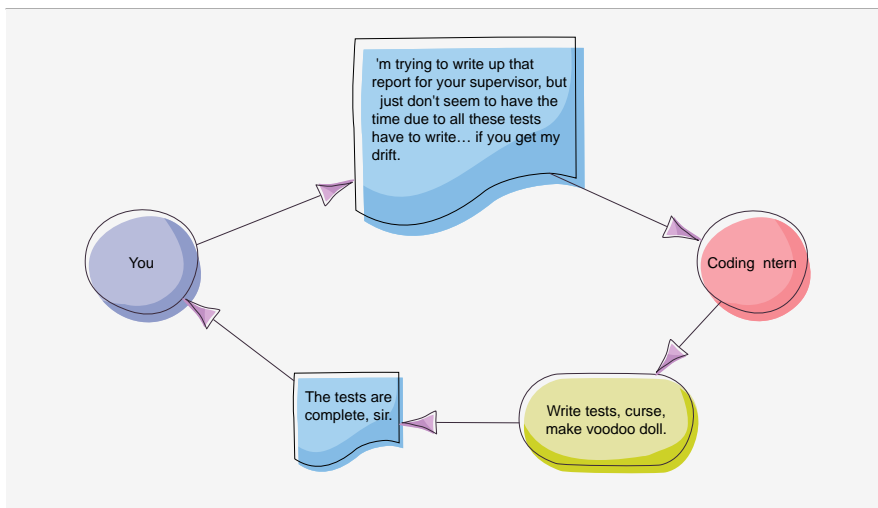 'm trying to write up that
report for your supervisor, but
just don't seem to have the
time due to all these tests
have to write… if you get my
drift.
You
Coding ntern
Write tests, curse,
make voodoo doll.
The tests are
complete, sir.